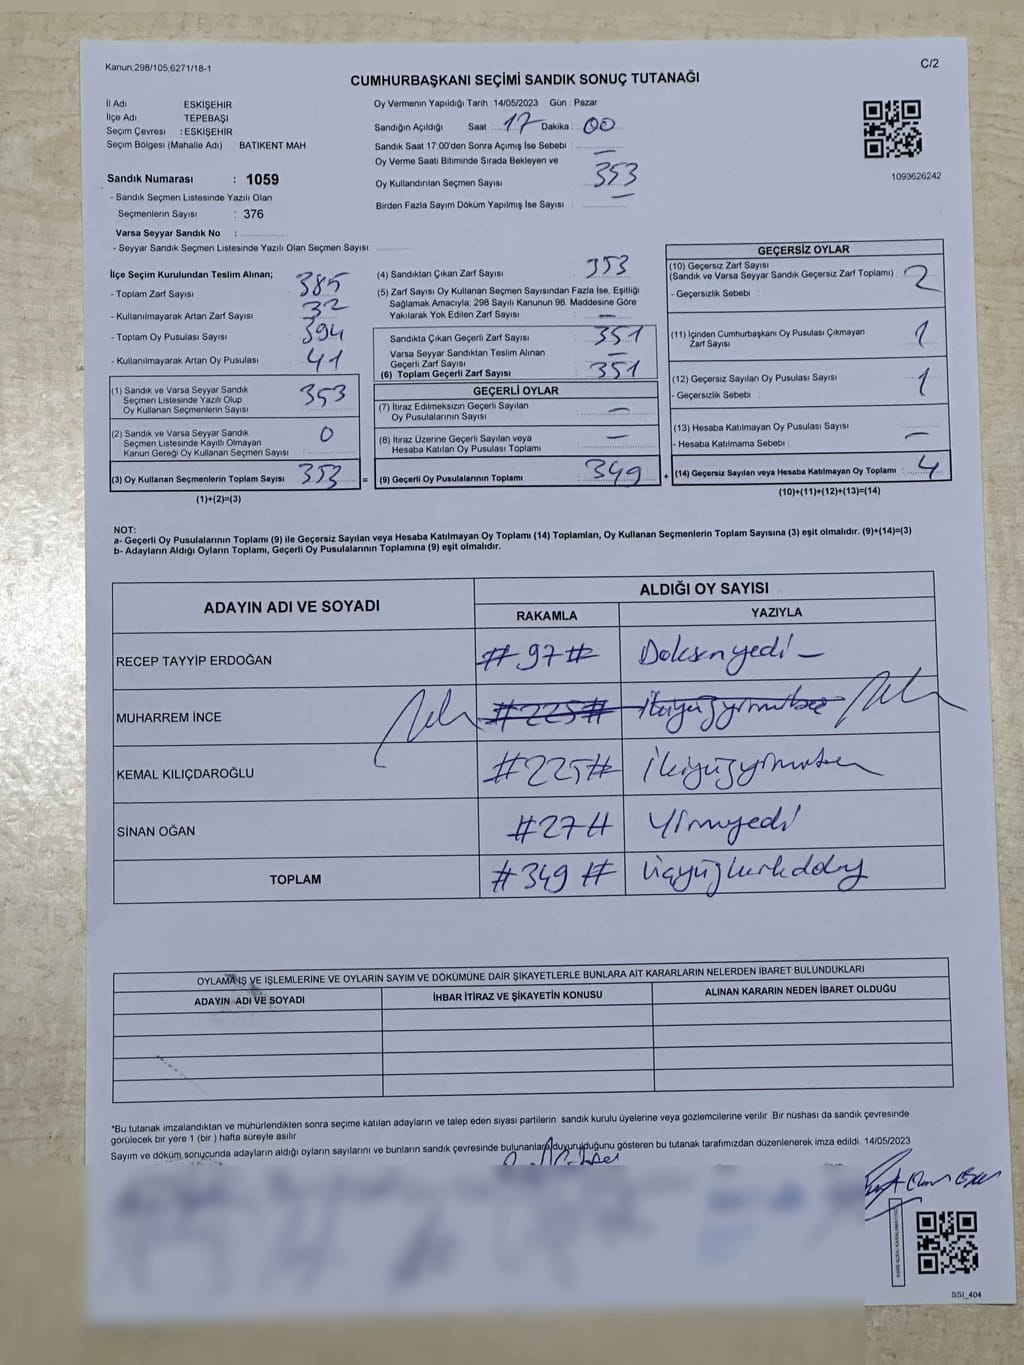 Kanun.298/105,6271/18-1
C/2
CUMHURBAŞKANI SEÇİMİ SANDIK SONUÇ TUTANAĞI
İl Adı : ESKİŞEHİR
İlçe Adı : TEPEBAŞI
Seçim Çevresi : ESKİŞEHİR
Seçim Bölgesi (Mahalle Adı) : BATIKENT MAH
Sandık Numarası : 1059
- Sandık Seçmen Listesinde Yazılı Olan
Seçmenlerin Sayısı : 376
Varsa Seyyar Sandık No :
- Seyyar Sandık Seçmen Listesinde Yazılı Olan Seçmen Sayısı
Oy Vermenin Yapıldığı Tarih : 14/05/2023 Gün : Pazar
Sandığın Açıldığı Saat : 17 Dakika : 00
Sandık Saat 17:00'den Sonra Açımış İse Sebebi : —
Oy Verme Saati Bitiminde Sırada Bekleyen ve
Oy Kullandırılan Seçmen Sayısı : 353
Birden Fazla Sayım Döküm Yapılmış İse Sayısı : —
1093626242
İlçe Seçim Kurulundan Teslim Alınan;
- Toplam Zarf Sayısı : 385
- Kullanılmayarak Artan Zarf Sayısı : 32
- Toplam Oy Pusulası Sayısı : 394
- Kullanılmayarak Artan Oy Pusulası : 41
(1) Sandık ve Varsa Seyyar Sandık
Seçmen Listesinde Yazılı Olup
Oy Kullanan Seçmenlerin Sayısı : 353
(2) Sandık ve Varsa Seyyar Sandık
Seçmen Listesinde Kayıtlı Olmayan
Kanun Gereği Oy Kullanan Seçmen Sayısı : 0
(3) Oy Kullanan Seçmenlerin Toplam Sayısı : 353
(1)+(2)=(3)
(4) Sandıktan Çıkan Zarf Sayısı : 353
(5) Zarf Sayısı Oy Kullanan Seçmen Sayısından Fazla İse, Eşitliği
Sağlamak Amacıyla; 298 Sayılı Kanunun 98. Maddesine Göre
Yakılarak Yok Edilen Zarf Sayısı : —
Sandıkta Çıkan Geçerli Zarf Sayısı : 351
Varsa Seyyar Sandıktan Teslim Alınan
Geçerli Zarf Sayısı : —
(6) Toplam Geçerli Zarf Sayısı : 351
GEÇERLİ OYLAR
(7) İtiraz Edilmeksizin Geçerli Sayılan
Oy Pusulalarının Sayısı : —
(8) İtiraz Üzerine Geçerli Sayılan veya
Hesaba Katılan Oy Pusulası Toplamı : —
= (9) Geçerli Oy Pusulalarının Toplamı : 349 +
GEÇERSİZ OYLAR
(10) Geçersiz Zarf Sayısı
(Sandık ve Varsa Seyyar Sandık Geçersiz Zarf Toplamı) : 2
- Geçersizlik Sebebi :
(11) İçinden Cumhurbaşkanı Oy Pusulası Çıkmayan
Zarf Sayısı : 1
(12) Geçersiz Sayılan Oy Pusulası Sayısı : 1
- Geçersizlik Sebebi :
(13) Hesaba Katılmayan Oy Pusulası Sayısı : —
- Hesaba Katılmama Sebebi :
(14) Geçersiz Sayılan veya Hesaba Katılmayan Oy Toplamı : 4
(10)+(11)+(12)+(13)=(14)
NOT:
a- Geçerli Oy Pusulalarının Toplamı (9) ile Geçersiz Sayılan veya Hesaba Katılmayan Oy Toplamı (14) Toplamları, Oy Kullanan Seçmenlerin Toplam Sayısına (3) eşit olmalıdır. (9)+(14)=(3)
b- Adayların Aldığı Oyların Toplamı, Geçerli Oy Pusulalarının Toplamına (9) eşit olmalıdır.
ADAYIN ADI VE SOYADI
ALDIĞI OY SAYISI
RAKAMLA YAZIYLA
RECEP TAYYİP ERDOĞAN #97# Doksanyedi –
MUHARREM İNCE #225# İkiyüzyirmibeş
KEMAL KILIÇDAROĞLU #225# İkiyüzyirmibeş
SİNAN OĞAN #27# Yirmiyedi
TOPLAM #349# Üçyüzkırkdokuz
OYLAMA İŞ VE İŞLEMLERİNE VE OYLARIN SAYIM VE DÖKÜMÜNE DAİR ŞİKAYETLERLE BUNLARA AİT KARARLARIN NELERDEN İBARET BULUNDUKLARI
ADAYIN ADI VE SOYADI İHBAR İTİRAZ VE ŞİKAYETİN KONUSU ALINAN KARARIN NEDEN İBARET OLDUĞU
*Bu tutanak imzalandıktan ve mühürlendikten sonra seçime katılan adayların ve talep eden siyasi partilerin sandık kurulu üyelerine veya gözlemcilerine verilir. Bir nüshası da sandık çevresinde
görülecek bir yere 1 (bir ) hafta süreyle asılır
Sayım ve döküm sonucunda adayların aldığı oyların sayılarını ve bunların sandık çevresinde bulunanlara duyurulduğunu gösteren bu tutanak tarafımızdan düzenlenerek imza edildi. 14/05/2023
SSI_404